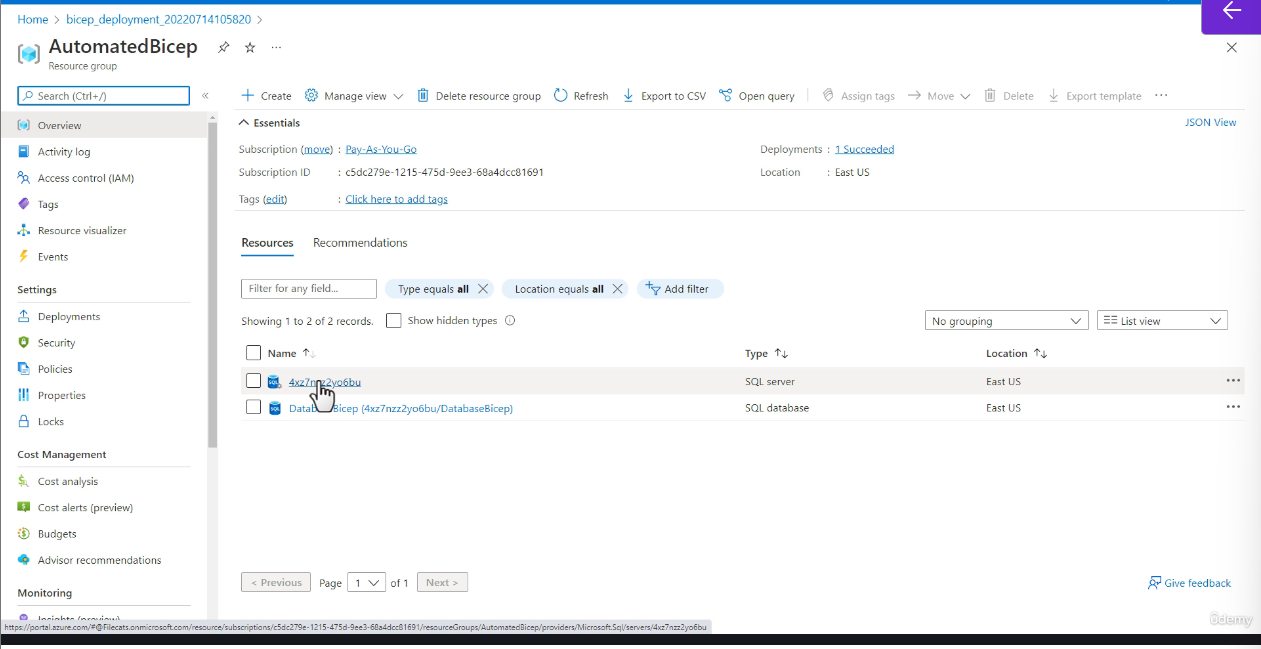 Home > bicep_deployment_20220714105820 >
AutomatedBicep
Resource group
Search (Ctrl+/)
«
Create
Manage view
Delete resource group
Refresh
Export to CSV
Open query
Assign tags
Move
Delete
Export template
Overview
Activity log
Access control (IAM)
Tags
Resource visualizer
Events
Settings
Deployments
Security
Policies
Properties
Locks
Cost Management
Cost analysis
Cost alerts (preview)
Budgets
Advisor recommendations
Monitoring
Insights (preview)
Essentials
JSON View
Subscription (move) : Pay-As-You-Go
Deployments : 1 Succeeded
Subscription ID : c5dc279e-1215-475d-9ee3-68a4dcc81691
Location : East US
Tags (edit) : Click here to add tags
Resources Recommendations
Filter for any field...
Type equals all
Location equals all
Add filter
Showing 1 to 2 of 2 records.
Show hidden types
No grouping
List view
Name Type Location
SQL 4xz7nzz2yo6bu SQL server East US
SQL DatabaseBicep (4xz7nzz2yo6bu/DatabaseBicep) SQL database East US
< Previous Page 1 of 1 Next >
Give feedback
https://portal.azure.com/#@Filecats.onmicrosoft.com/resource/subscriptions/c5dc279e-1215-475d-9ee3-68a4dcc81691/resourceGroups/AutomatedBicep/providers/Microsoft.Sql/servers/4xz7nzz2yo6bu
ûdemy